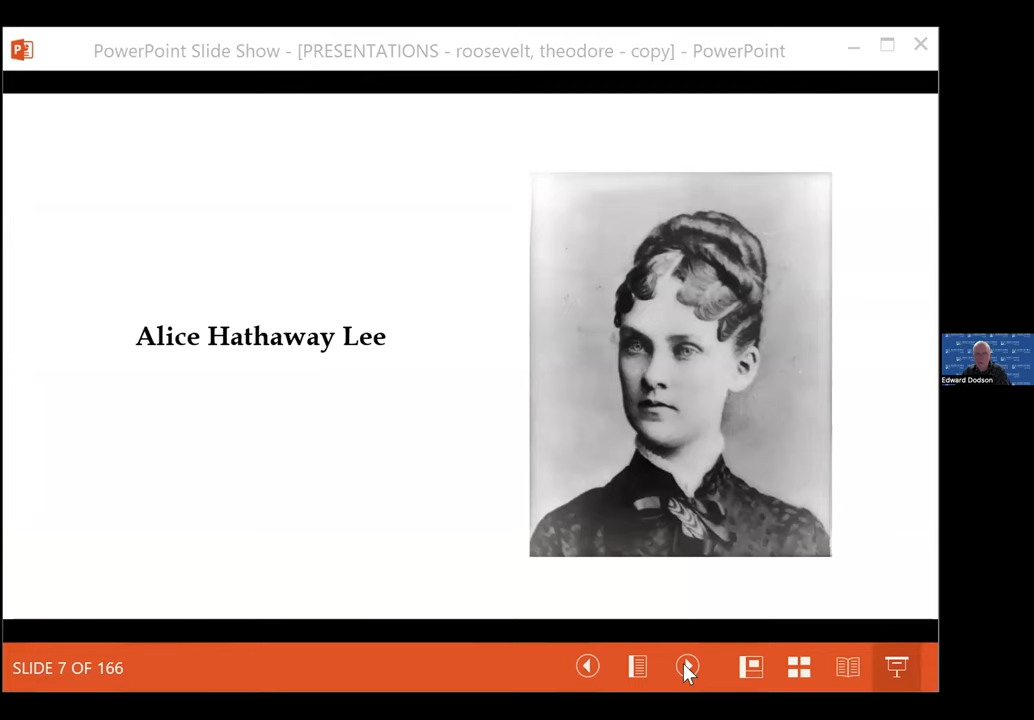 PowerPoint Slide Show - [PRESENTATIONS - roosevelt, theodore - copy] - PowerPoint
Alice Hathaway Lee
Edward Dodson
SLIDE 7 OF 166